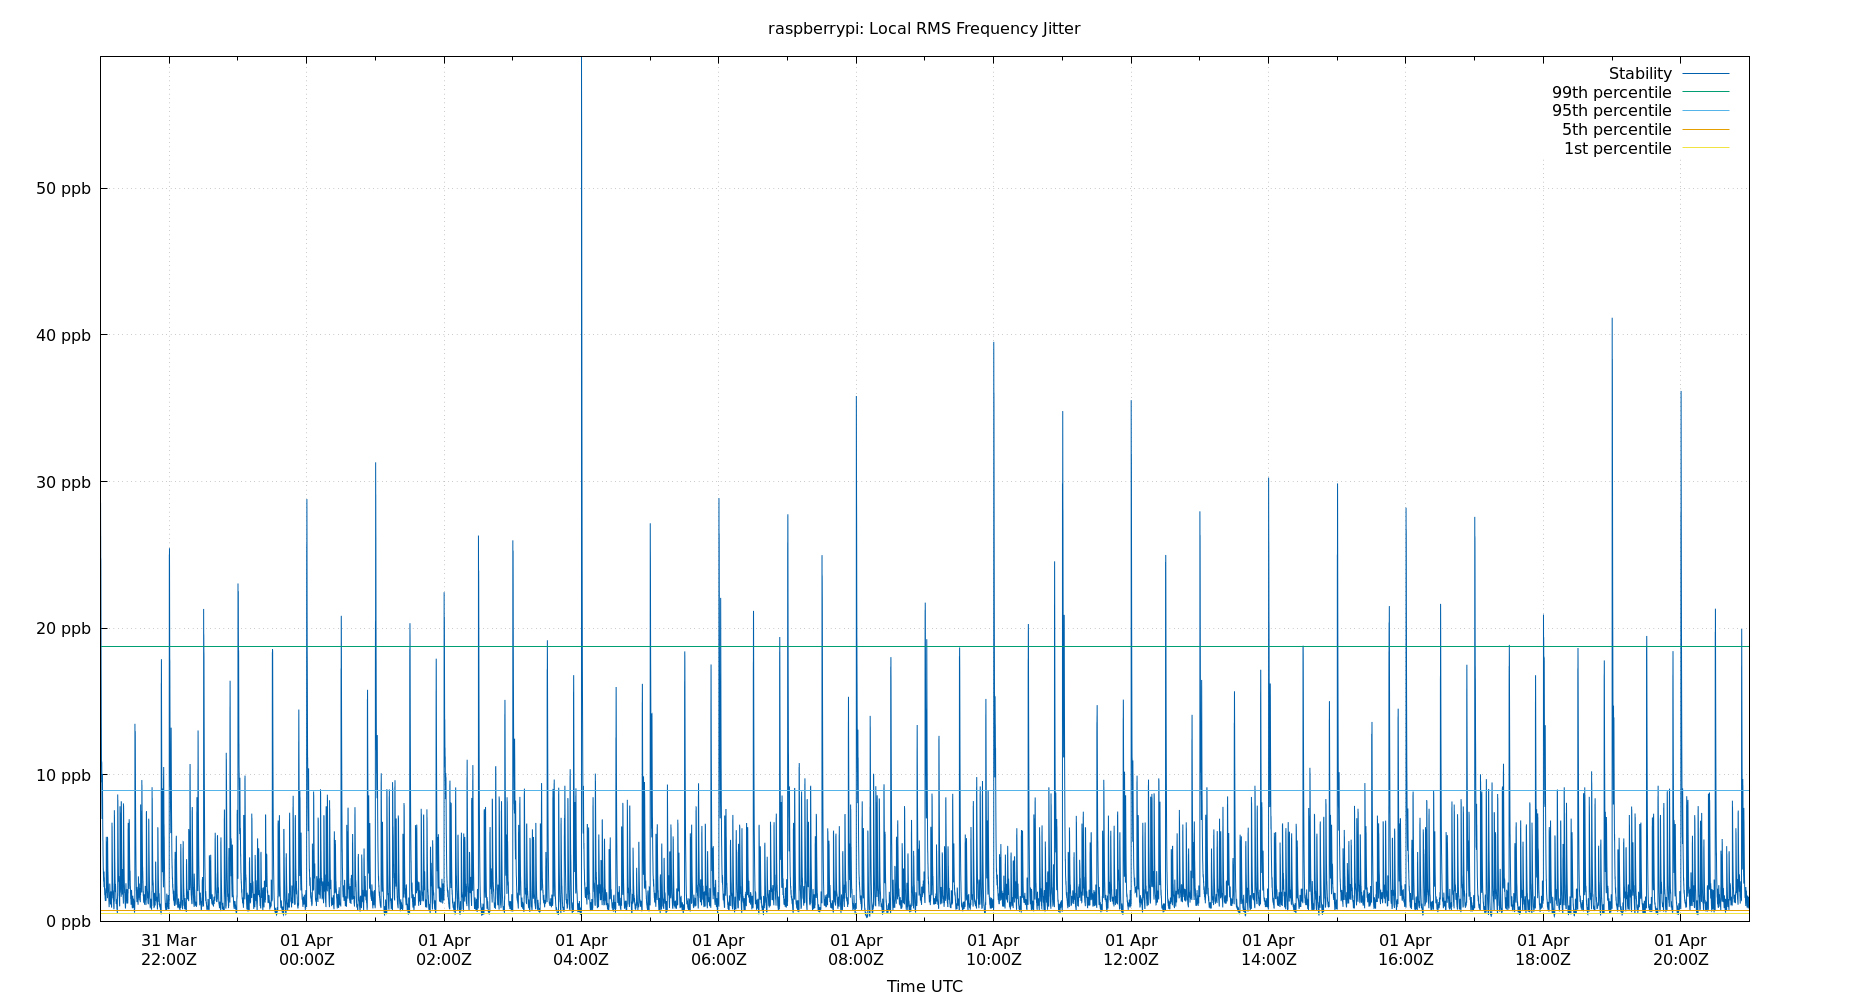 raspberrypi: Local RMS Frequency Jitter
Stability
99th percentile
95th percentile
5th percentile
1st percentile
50 ppb
40 ppb
30 ppb
20 ppb
10 ppb
0 ppb
31 Mar 01 Apr 01 Apr 01 Apr 01 Apr 01 Apr 01 Apr 01 Apr 01 Apr 01 Apr 01 Apr 01 Apr
22:00Z 00:00Z 02:00Z 04:00Z 06:00Z 08:00Z 10:00Z 12:00Z 14:00Z 16:00Z 18:00Z 20:00Z
Time UTC